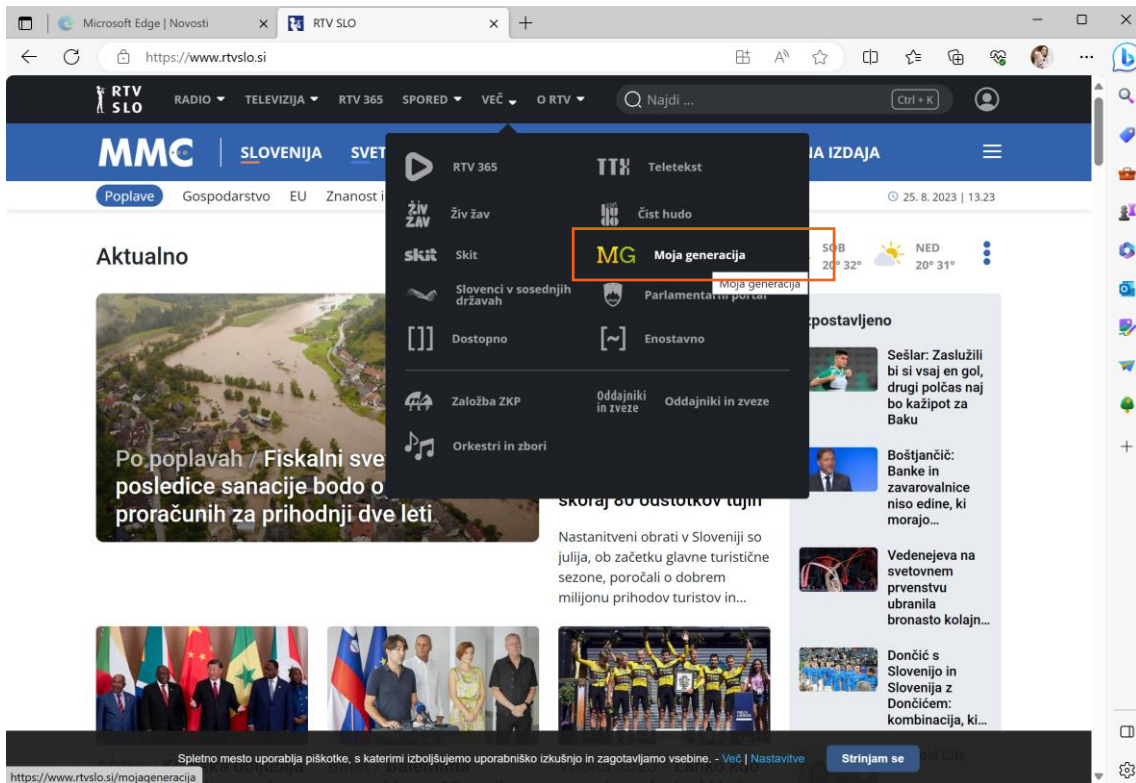 Microsoft Edge | Novosti
RTV SLO
https://www.rtvslo.si
RTV SLO
RADIO
TELEVIZIJA
RTV 365
SPORED
VEČ
O RTV
Najdi ...
Ctrl + K
MMC
SLOVENIJA
SVET
NA IZDAJA
Poplave
Gospodarstvo
EU
Znanost i
25. 8. 2023 | 13.23
RTV 365
TTX Teletekst
ŽIV ŽAV Živ žav
Čist hudo
skit Skit
MG Moja generacija
Moja generacija
Slovenci v sosednjih
državah
Parlamentarni portal
Dostopno
Enostavno
Založba ZKP
Oddajniki
in zveze
Oddajniki in zveze
Orkestri in zbori
Aktualno
SOB
20° 32°
NED
20° 31°
Po poplavah / Fiskalni sve
posledice sanacije bodo o
proračunih za prihodnji dve leti
skoraj 80 odstotkov tujih
Nastanitveni obrati v Sloveniji so
julija, ob začetku glavne turistične
sezone, poročali o dobrem
milijonu prihodov turistov in...
zpostavljeno
Sešlar: Zaslužili
bi si vsaj en gol,
drugi polčas naj
bo kažipot za
Baku
Boštjančič:
Banke in
zavarovalnice
niso edine, ki
morajo...
Vedenejeva na
svetovnem
prvenstvu
ubranila
bronasto kolajn...
Dončić s
Slovenijo in
Slovenija z
Dončićem:
kombinacija, ki...
Spletno mesto uporablja piškotke, s katerimi izboljšujemo uporabniško izkušnjo in zagotavljamo vsebine. - Več | Nastavitve
Strinjam se
https://www.rtvslo.si/mojageneracija